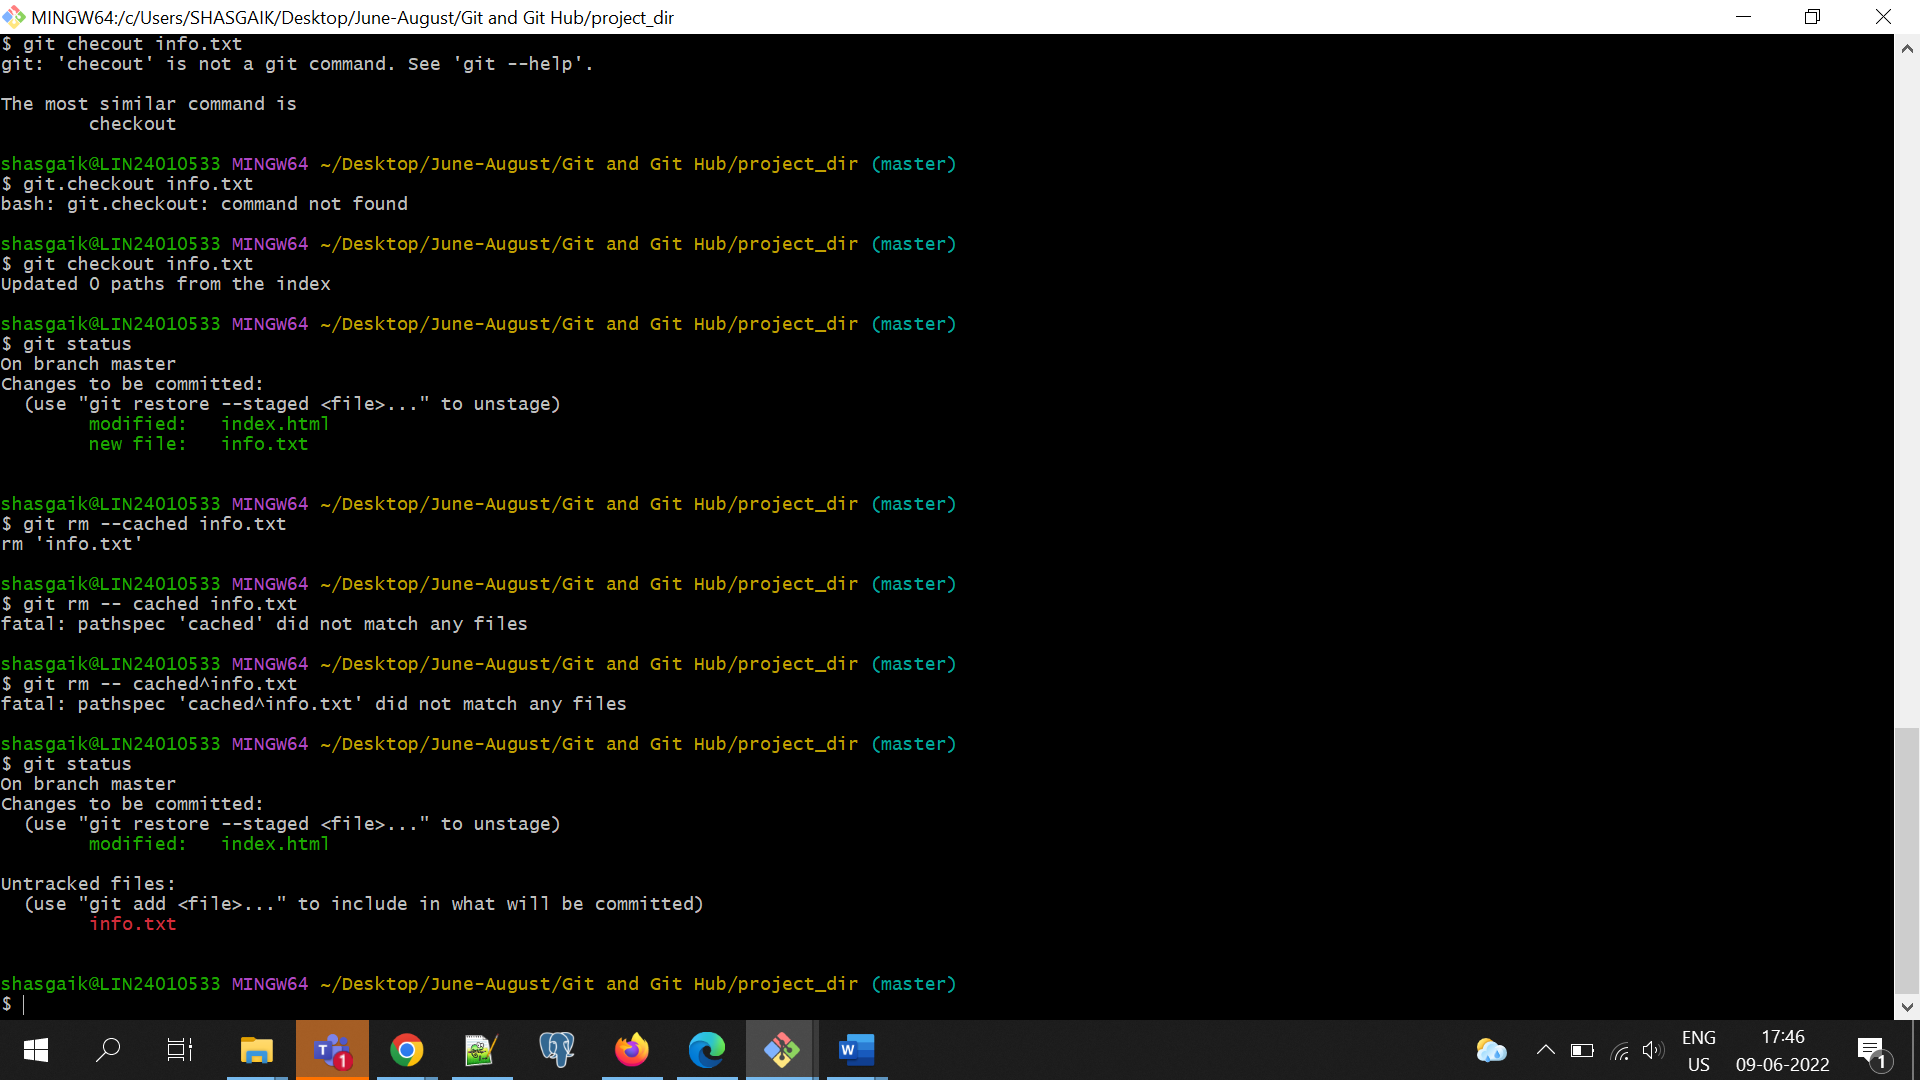 MINGW64:/c/Users/SHASGAIK/Desktop/June-August/Git and Git Hub/project_dir
$ git checout info.txt
git: 'checout' is not a git command. See 'git --help'.
The most similar command is
checkout
shasgaik@LIN24010533 MINGW64 ~/Desktop/June-August/Git and Git Hub/project_dir (master)
$ git.checkout info.txt
bash: git.checkout: command not found
shasgaik@LIN24010533 MINGW64 ~/Desktop/June-August/Git and Git Hub/project_dir (master)
$ git checkout info.txt
Updated 0 paths from the index
shasgaik@LIN24010533 MINGW64 ~/Desktop/June-August/Git and Git Hub/project_dir (master)
$ git status
On branch master
Changes to be committed:
(use "git restore --staged <file>..." to unstage)
modified:   index.html
new file:   info.txt
shasgaik@LIN24010533 MINGW64 ~/Desktop/June-August/Git and Git Hub/project_dir (master)
$ git rm --cached info.txt
rm 'info.txt'
shasgaik@LIN24010533 MINGW64 ~/Desktop/June-August/Git and Git Hub/project_dir (master)
$ git rm -- cached info.txt
fatal: pathspec 'cached' did not match any files
shasgaik@LIN24010533 MINGW64 ~/Desktop/June-August/Git and Git Hub/project_dir (master)
$ git rm -- cached^info.txt
fatal: pathspec 'cached^info.txt' did not match any files
shasgaik@LIN24010533 MINGW64 ~/Desktop/June-August/Git and Git Hub/project_dir (master)
$ git status
On branch master
Changes to be committed:
(use "git restore --staged <file>..." to unstage)
modified:   index.html
Untracked files:
(use "git add <file>..." to include in what will be committed)
info.txt
shasgaik@LIN24010533 MINGW64 ~/Desktop/June-August/Git and Git Hub/project_dir (master)
$
T 1
W
ENG
US
17:46
09-06-2022
1